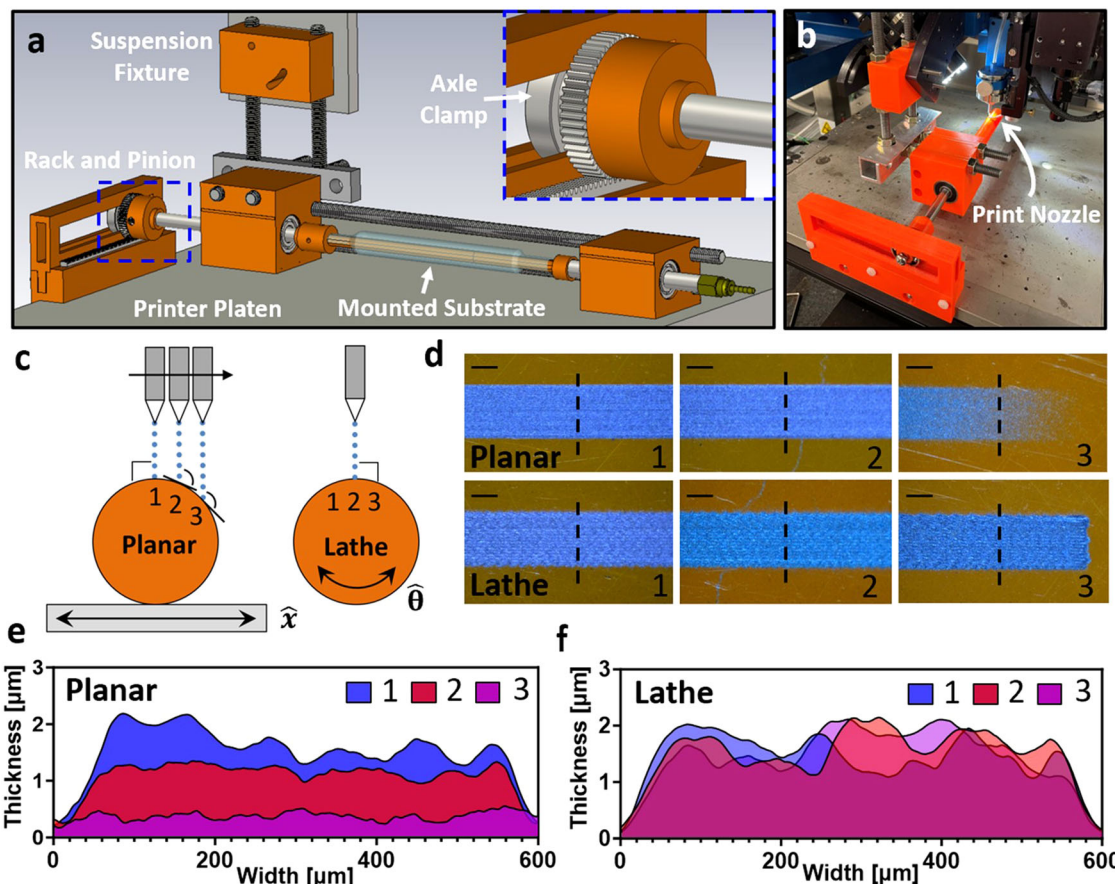 a
Suspension
Fixture
Axle
Clamp
Rack and Pinion
Printer Platen
Mounted Substrate
b
Print Nozzle
c
1
2
3
Planar
x̂
1 2 3
Lathe
θ̂
d
Planar
1
2
3
Lathe
1
2
3
e
Planar
1 2 3
Thickness [μm]
3
2
1
0
0 200 400 600
Width [μm]
f
Lathe
1 2 3
Thickness [μm]
3
2
1
0
0 200 400 600
Width [μm]